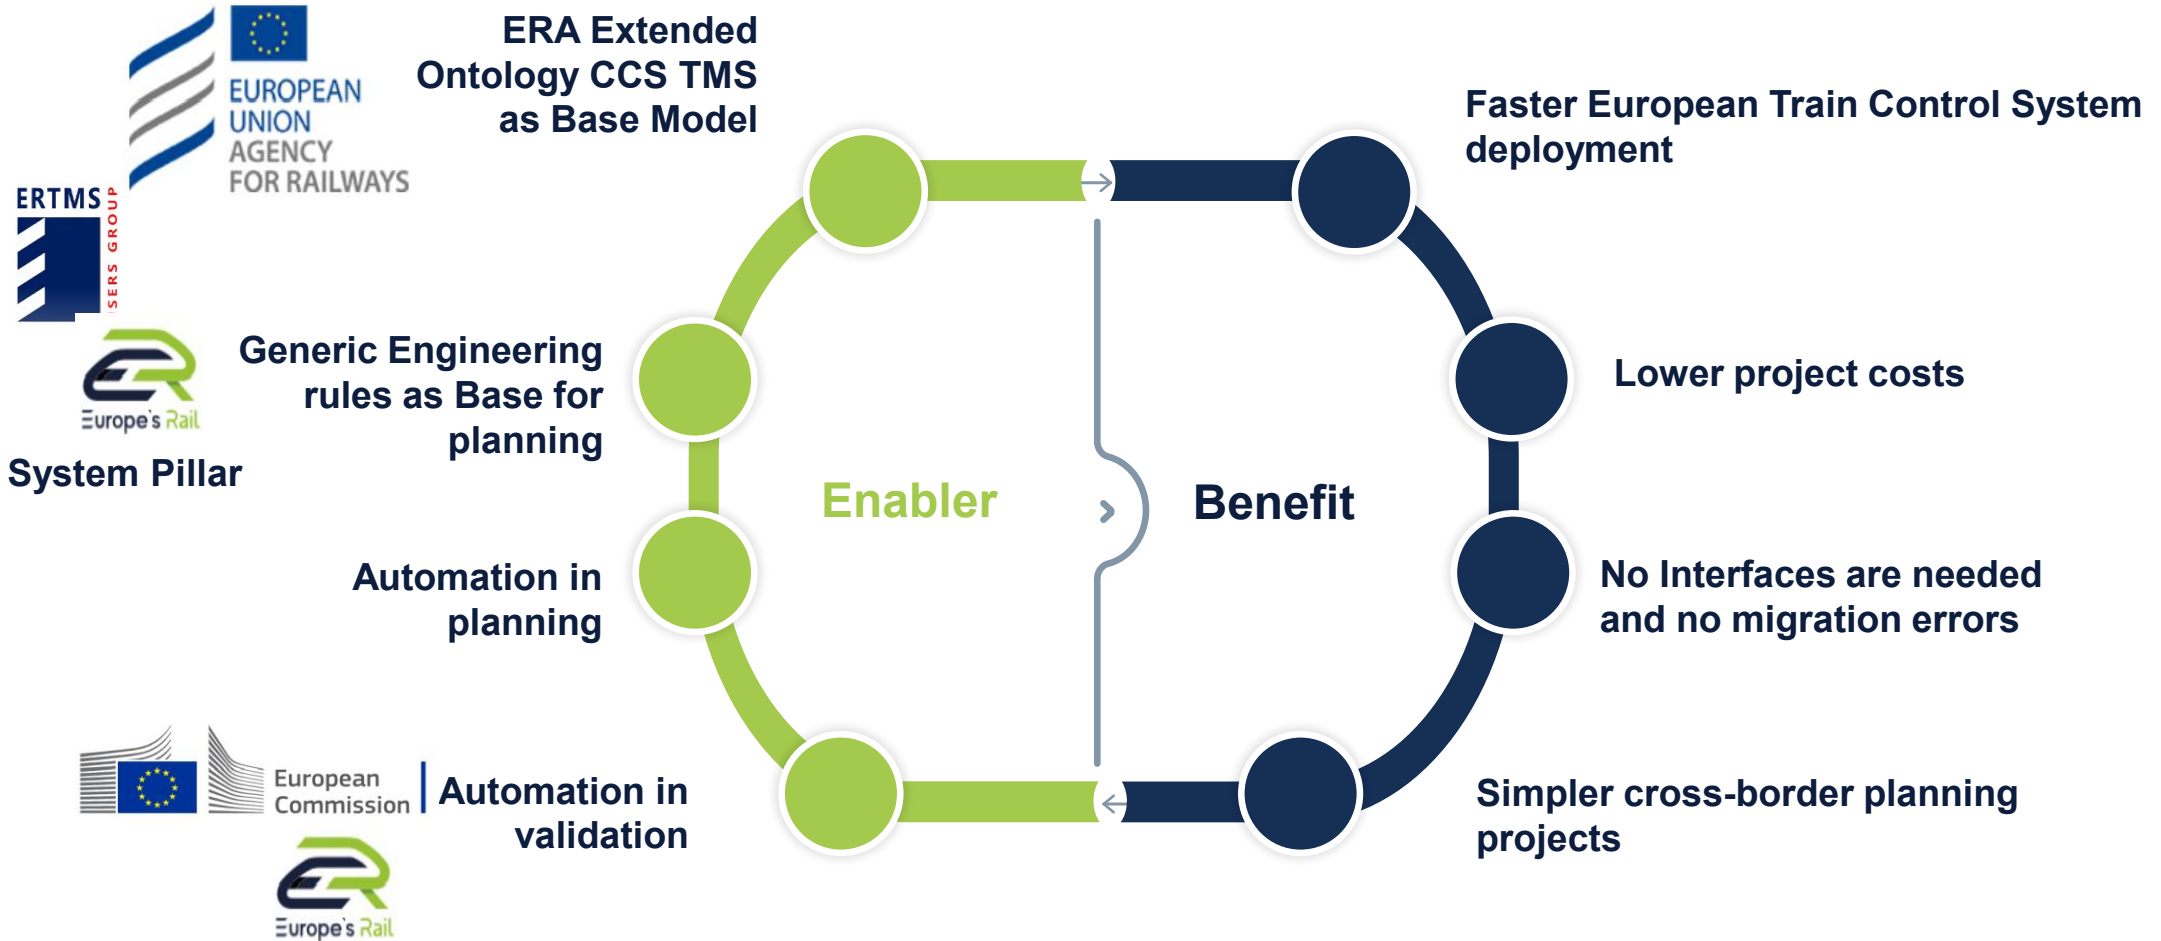 EUROPEAN
UNION
AGENCY
FOR RAILWAYS
ERTMS
SERS GROUP
Europe's Rail
System Pillar
ERA Extended
Ontology CCS TMS
as Base Model
Generic Engineering
rules as Base for
planning
Automation in
planning
European
Commission
Automation in
validation
Europe's Rail
Enabler
Benefit
Faster European Train Control System
deployment
Lower project costs
No Interfaces are needed
and no migration errors
Simpler cross-border planning
projects